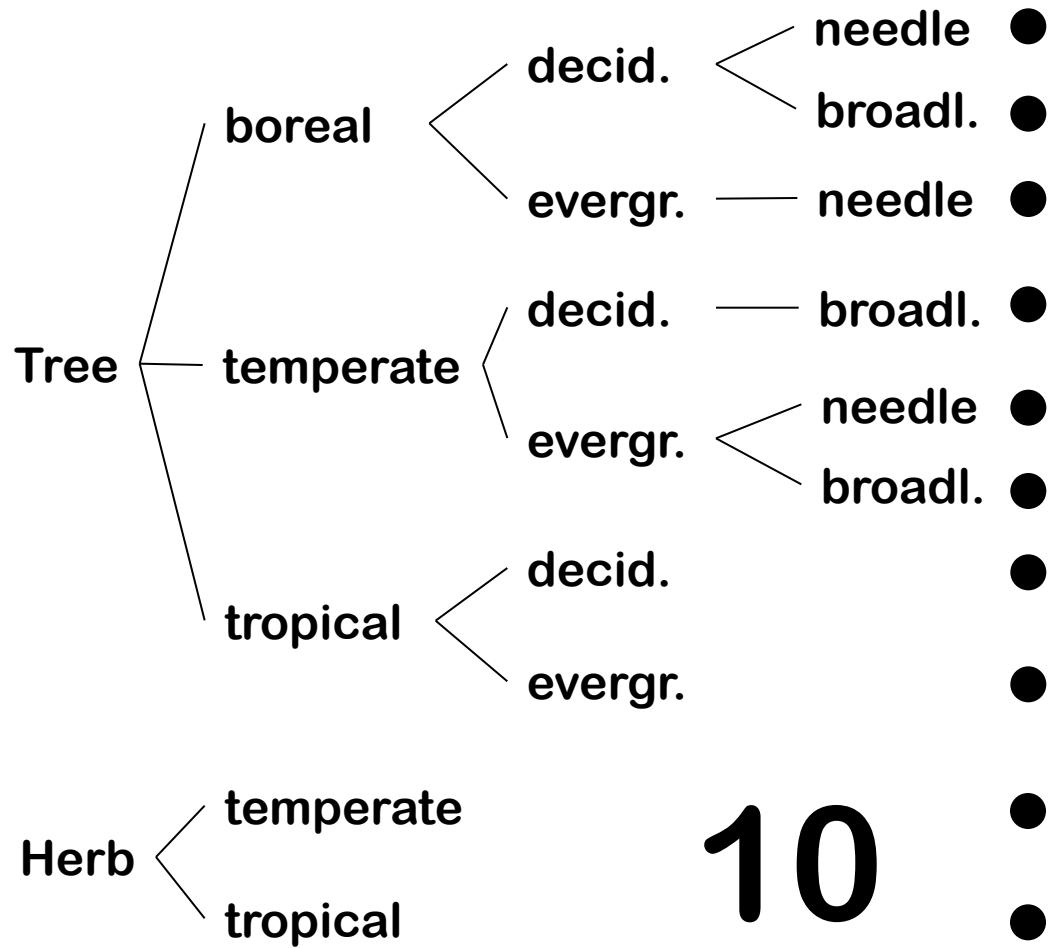 needle
decid.
broadl.
boreal
evergr. needle
decid. broadl.
Tree temperate
needle
evergr.
broadl.
decid.
tropical
evergr.
temperate
10
Herb
tropical